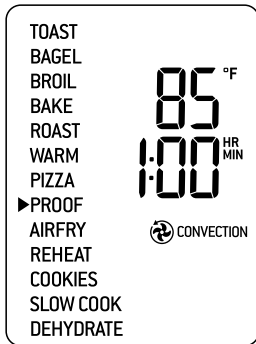 TOAST
BAGEL
BROIL
BAKE
ROAST
WARM
PIZZA
▶PROOF
AIRFRY
REHEAT
COOKIES
SLOW COOK
DEHYDRATE
85 °F
1:00 HR MIN
CONVECTION